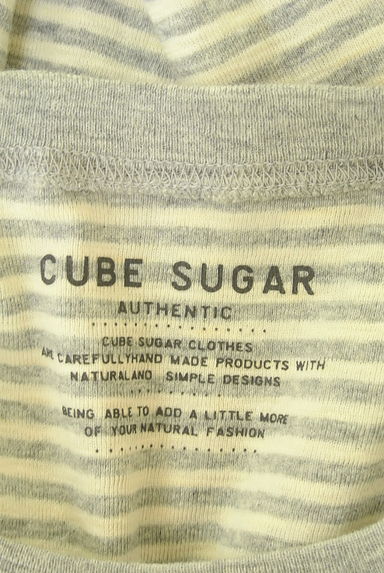 CUBE SUGAR
AUTHENTIC
CUBE SUGAR CLOTHES
ARE CAREFULLYHAND MADE PRODUCTS WITH
NATURALAND SIMPLE DESIGNS
BEING ABLE TO ADD A LITTLE MORE
OF YOUR NATURAL FASHION